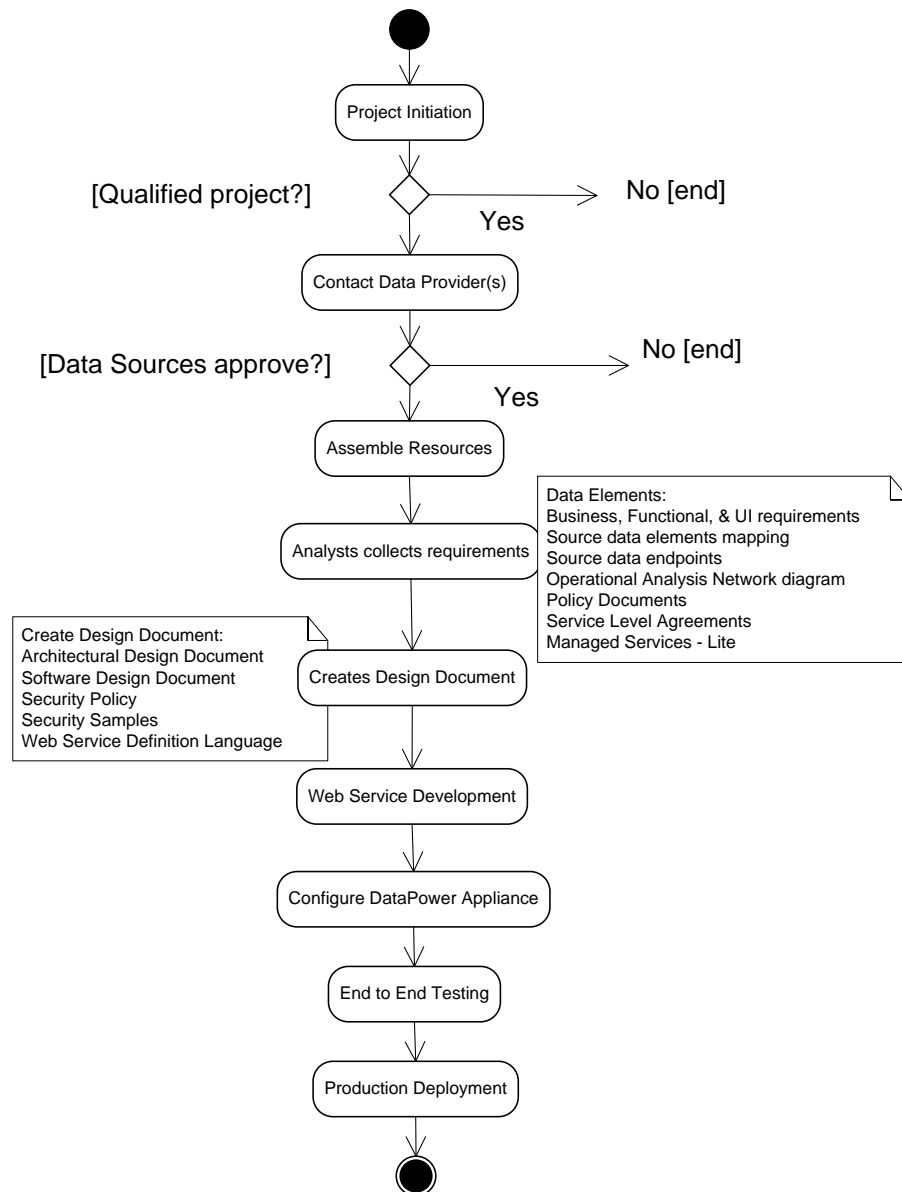 Project Initiation
[Qualified project?]
No [end]
Yes
Contact Data Provider(s)
[Data Sources approve?]
No [end]
Yes
Assemble Resources
Analysts collects requirements
Data Elements:
Business, Functional, & UI requirements
Source data elements mapping
Source data endpoints
Operational Analysis Network diagram
Policy Documents
Service Level Agreements
Managed Services - Lite
Create Design Document:
Architectural Design Document
Software Design Document
Security Policy
Security Samples
Web Service Definition Language
Creates Design Document
Web Service Development
Configure DataPower Appliance
End to End Testing
Production Deployment